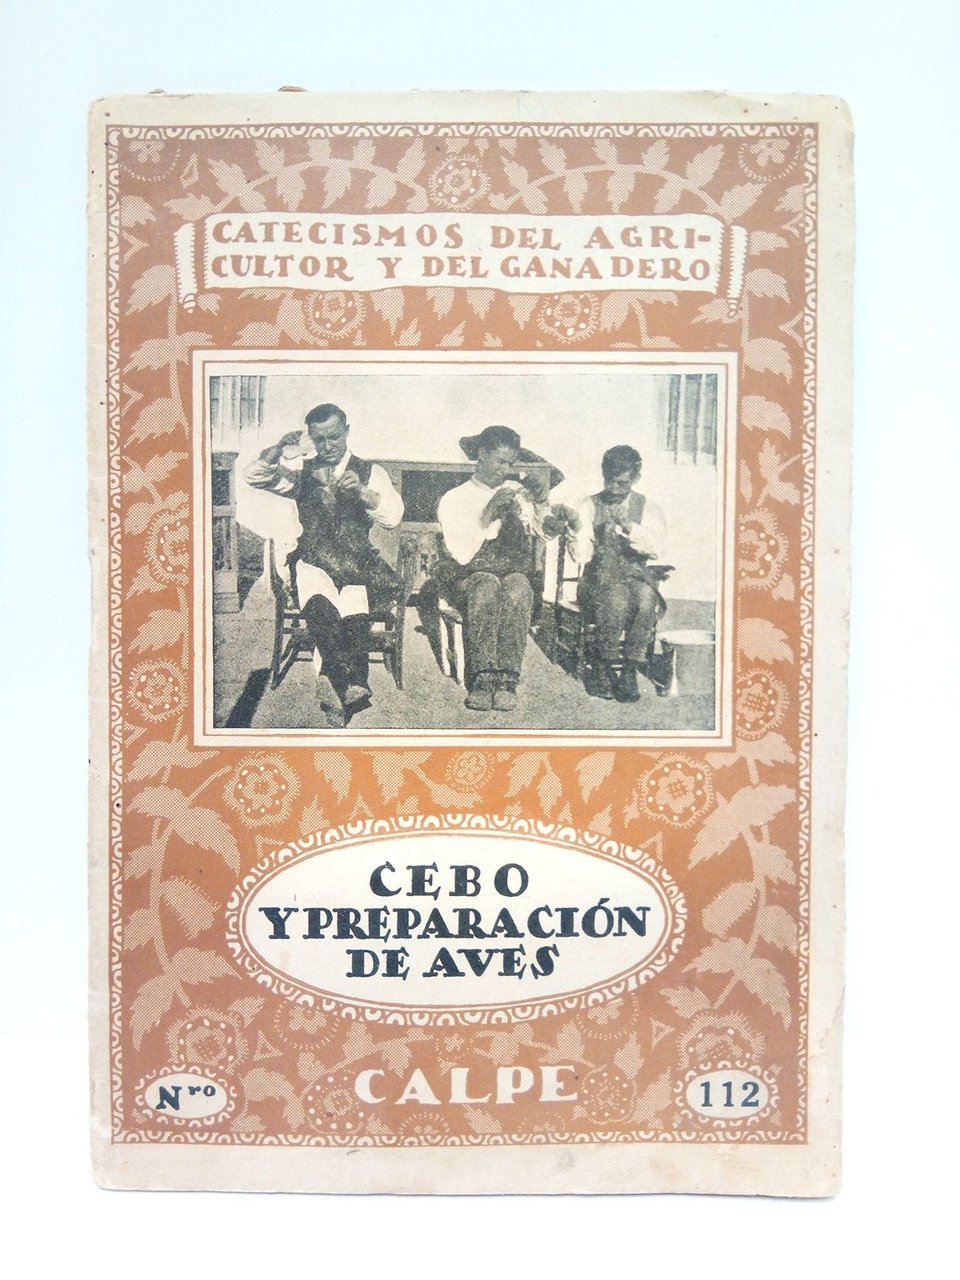 CATECISMOS DEL AGRI-
CULTOR Y DEL GANADERO
CEBO
Y PREPARACIÓN
DE AVES
CALPE
Nro
112